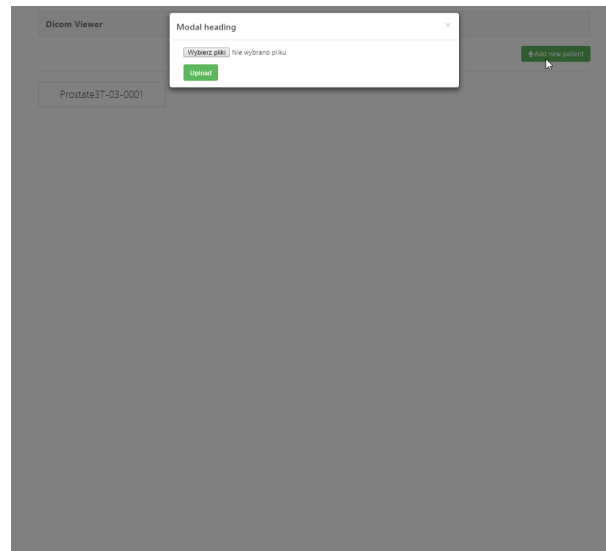 Dicom Viewer
Modal heading
×
Wybierz pliki Nie wybrano pliku
Upload
+Add new patient
Prostate3T-03-0001